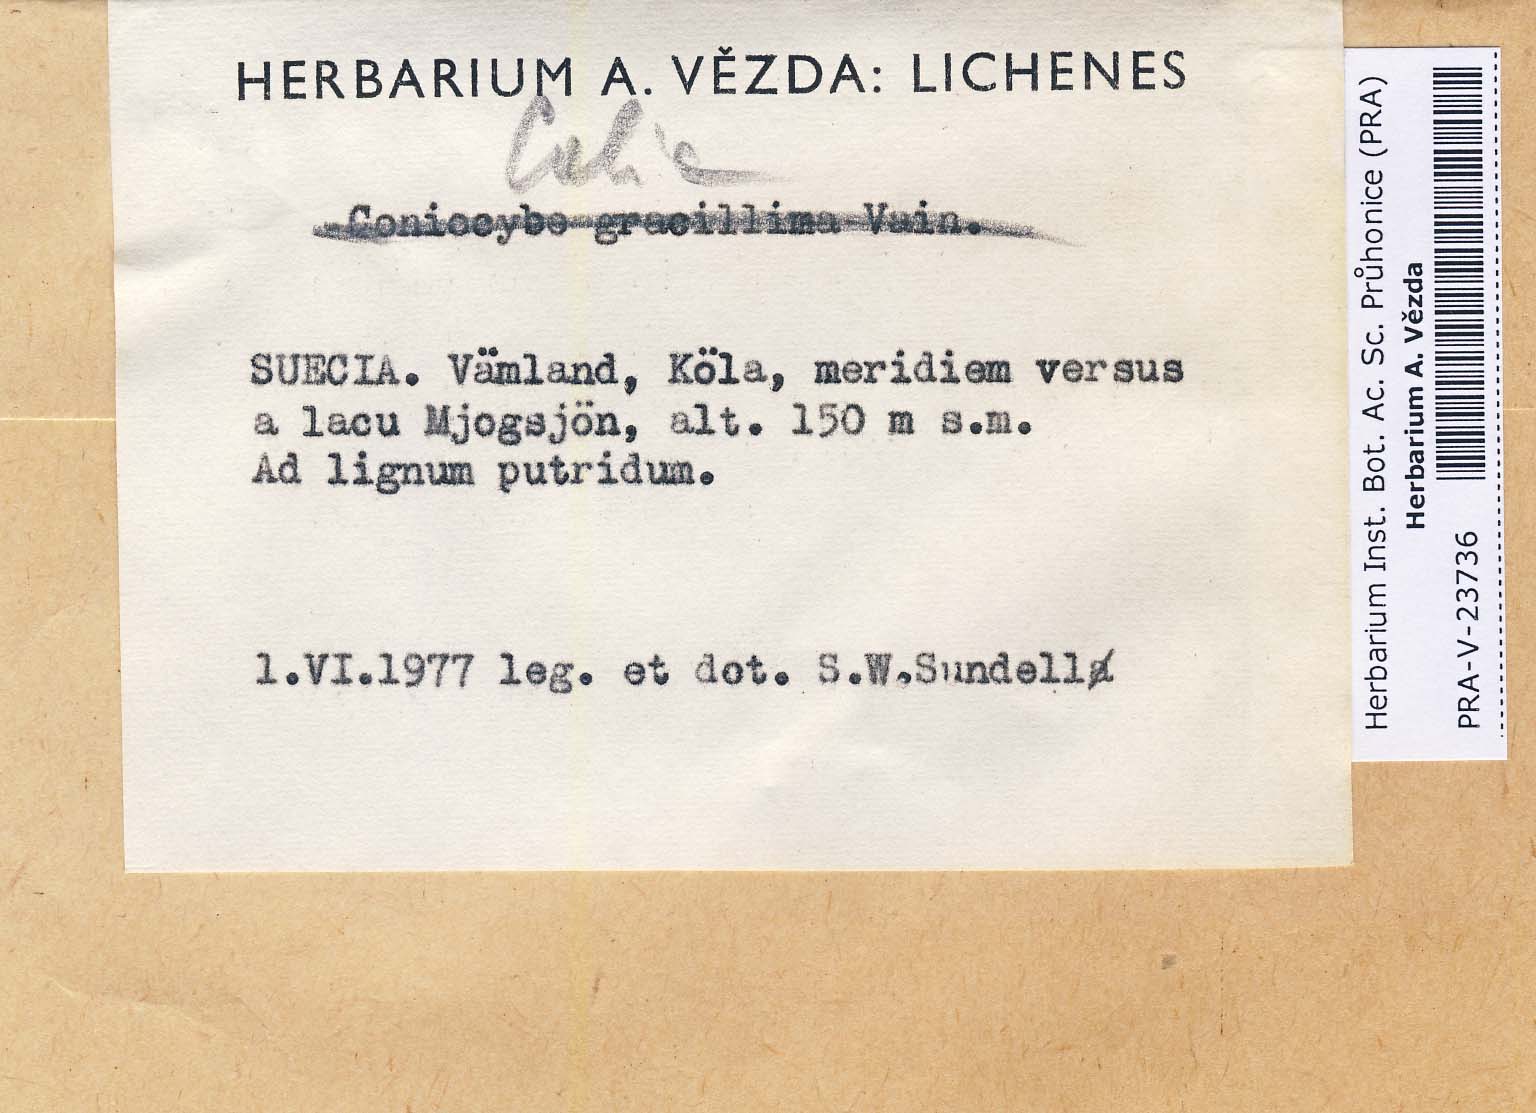 HERBARIUM A. VĚZDA: LICHENES
Coniocybe gracillima Vain.
SUECIA. Vämland, Köla, meridiem versus
a lacu Mjogsjön, alt. 150 m s.m.
Ad lignum putridum.
1.VI.1977 leg. et dot. S.W.Sundell
Herbarium Inst. Bot. Ac. Sc. Průhonice (PRA)
Herbarium A. Vězda
PRA-V-23736